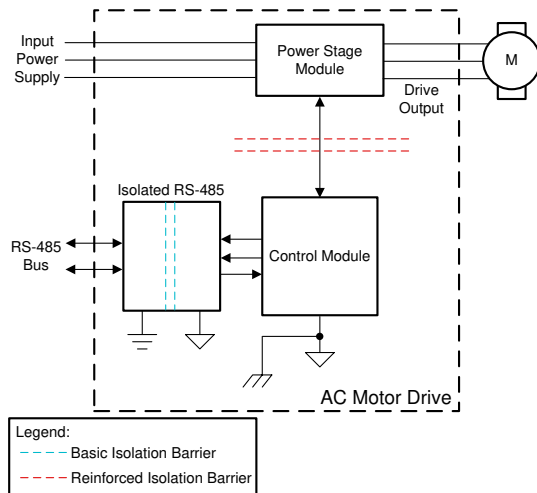 Input
Power
Supply
Power Stage
Module
M
Drive
Output
Isolated RS-485
RS-485
Bus
Control Module
AC Motor Drive
Legend:
Basic Isolation Barrier
Reinforced Isolation Barrier